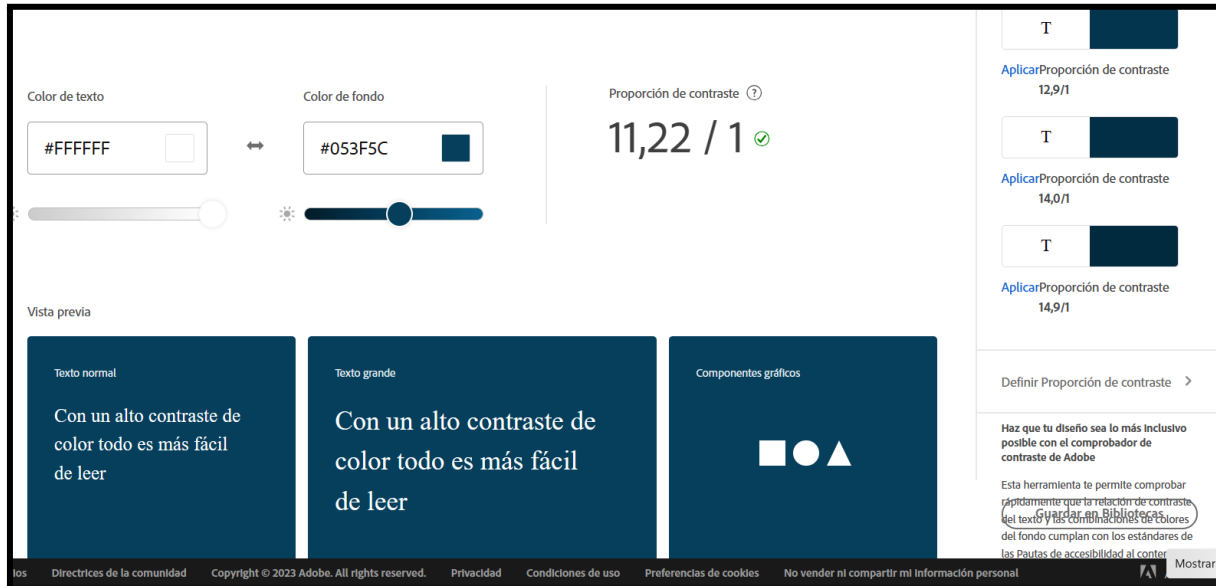 Color de texto
Color de fondo
Proporción de contraste ?
#FFFFFF
#053F5C
11,22 / 1
Vista previa
Texto normal
Con un alto contraste de
color todo es más fácil
de leer
Texto grande
Con un alto contraste de
color todo es más fácil
de leer
Componentes gráficos
T
AplicarProporción de contraste
12,9/1
T
AplicarProporción de contraste
14,0/1
T
AplicarProporción de contraste
14,9/1
Definir Proporción de contraste
Haz que tu diseño sea lo más inclusivo
posible con el comprobador de
contraste de Adobe
Esta herramienta te permite comprobar
rápidamente que la relación de contraste
Guardar en Bibliotecas
del texto y las combinaciones de colores
del fondo cumplan con los estándares de
las Pautas de accesibilidad al
Mostrar
Directrices de la comunidad Copyright © 2023 Adobe. All rights reserved. Privacidad Condiciones de uso Preferencias de cookies No vender ni compartir mi información personal